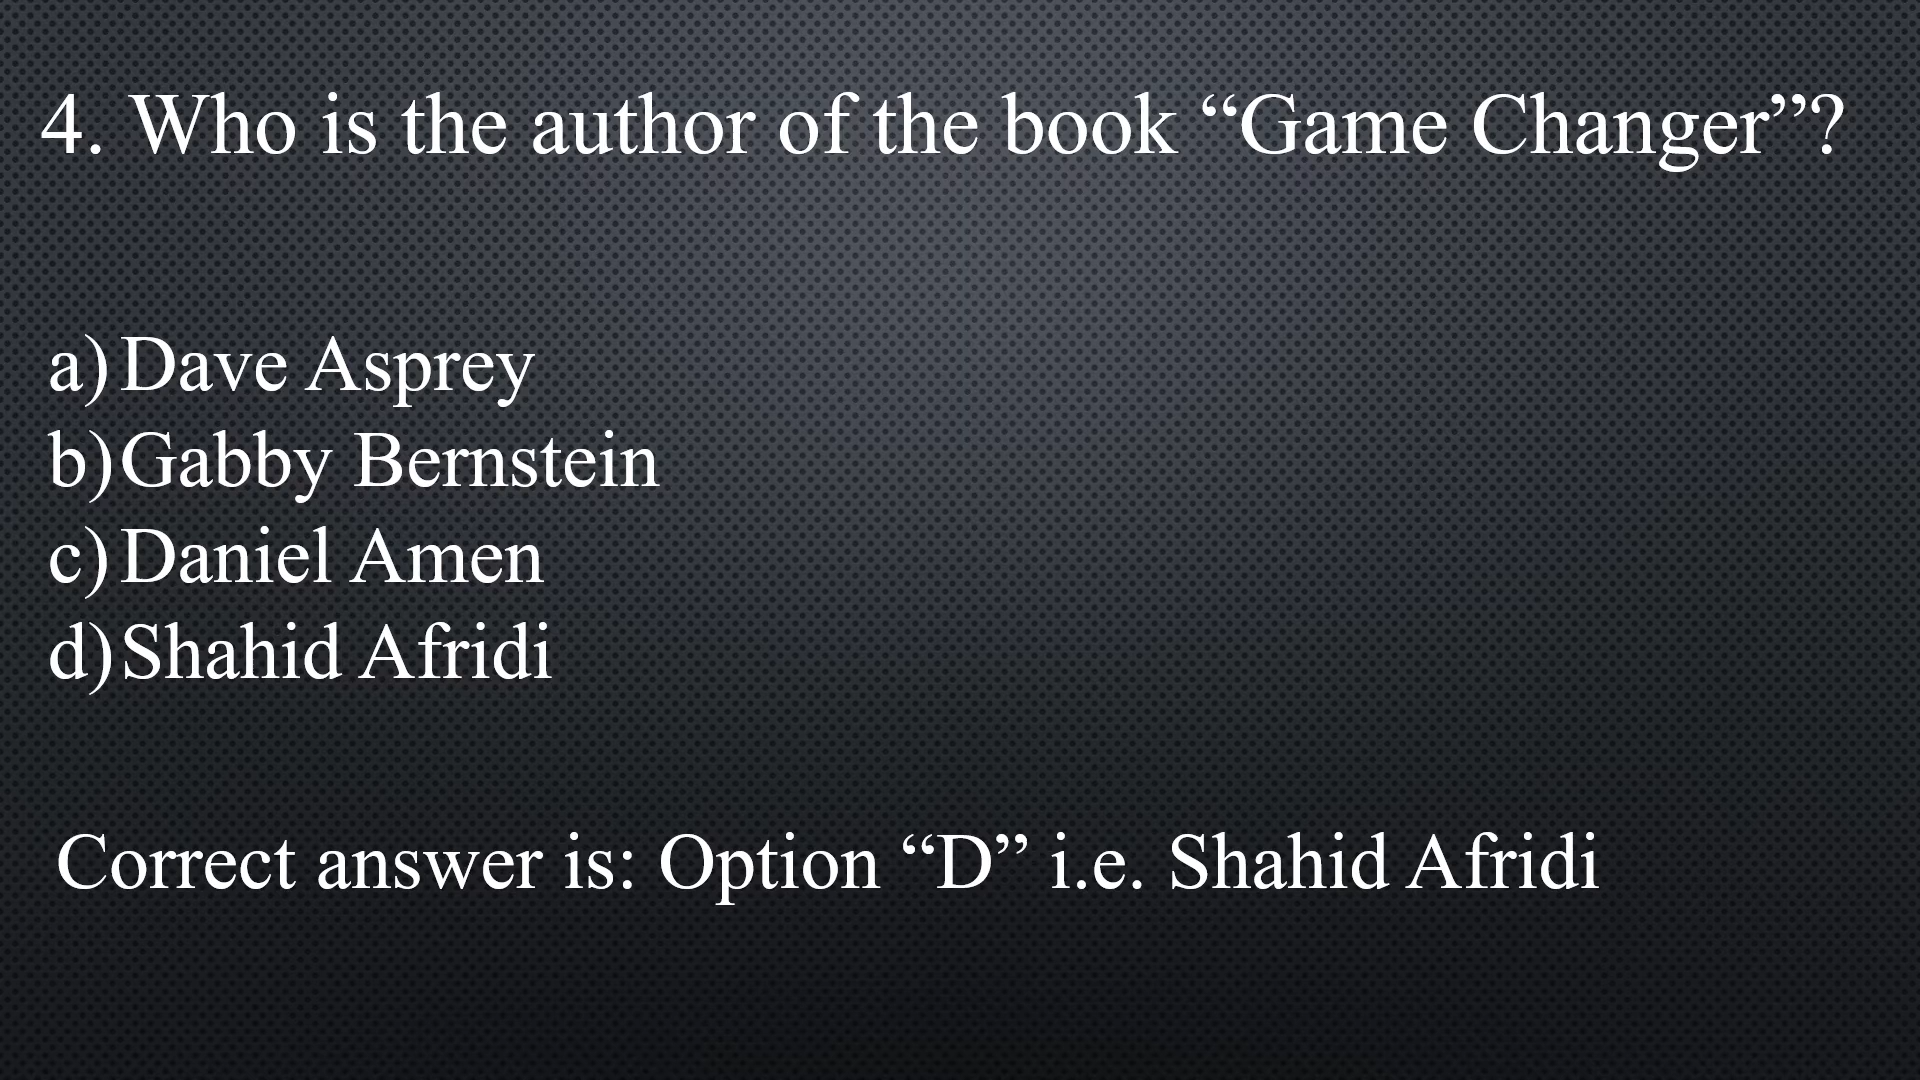 4. Who is the author of the book “Game Changer”?
a) Dave Asprey
b) Gabby Bernstein
c) Daniel Amen
d) Shahid Afridi
Correct answer is: Option “D” i.e. Shahid Afridi